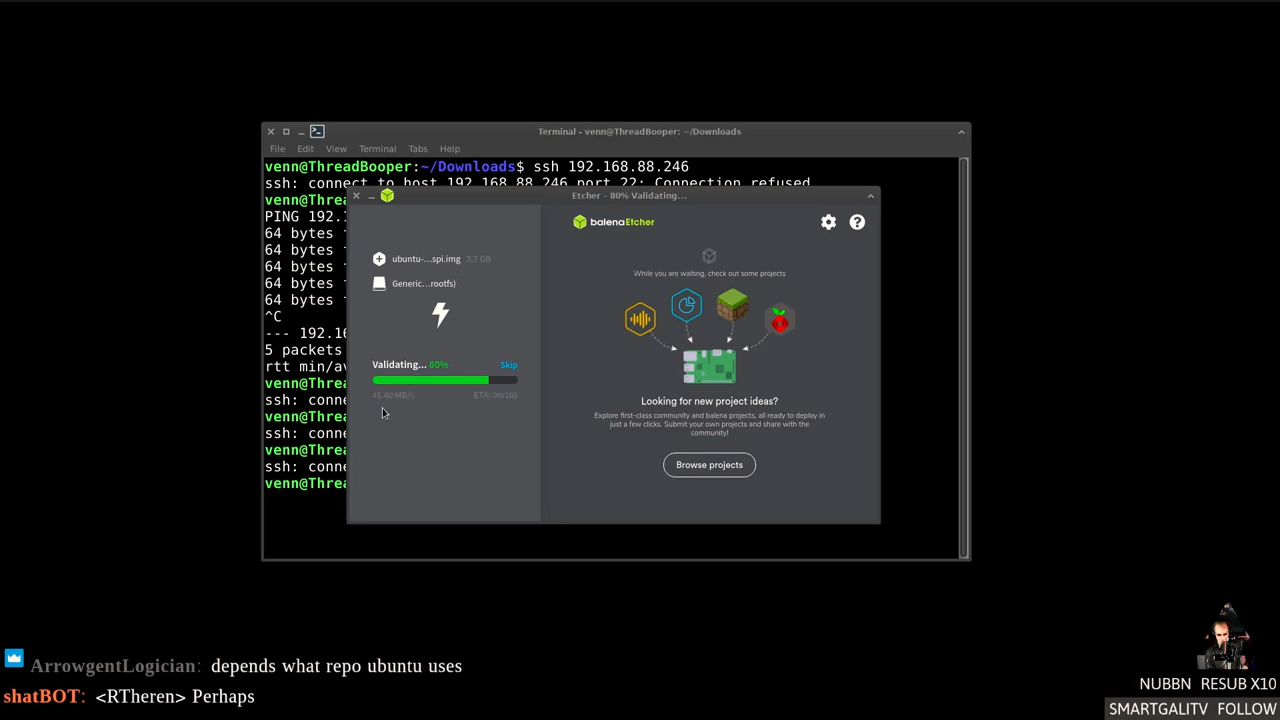 Terminal - venn@ThreadBooper: ~/Downloads
File Edit View Terminal Tabs Help
venn@ThreadBooper:~/Downloads$ ssh 192.168.88.246
ssh: connect to host 192.168.88.246 port 22: Connection refused
venn@Threa
PING 192.1
64 bytes
64 bytes
64 bytes
64 bytes
64 bytes
^C
--- 192.16
5 packets
rtt min/av
venn@Threa
ssh: conne
venn@Threa
ssh: conne
venn@Threa
ssh: conne
venn@Threa
Etcher – 80% Validating...
balenaEtcher
ubuntu-...spi.img 3.2 GB
Generic...rootfs)
Validating... 80% Skip
MB/s ETA:
While you are waiting, check out some projects
Looking for new project ideas?
Explore first-class community and balena projects, all ready to deploy in
just a few clicks. Submit your own projects and share with the
community!
Browse projects
ArrowgentLogician: depends what repo ubuntu uses
shatBOT: <RTheren> Perhaps
NUBBN RESUB X10
SMARTGALITV FOLLOW